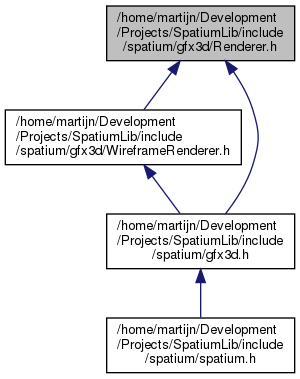 /home/martijn/Development
/Projects/SpatiumLib/include
/spatium/gfx3d/Renderer.h
/home/martijn/Development
/Projects/SpatiumLib/include
/spatium/gfx3d/WireframeRenderer.h
/home/martijn/Development
/Projects/SpatiumLib/include
/spatium/gfx3d.h
/home/martijn/Development
/Projects/SpatiumLib/include
/spatium/spatium.h